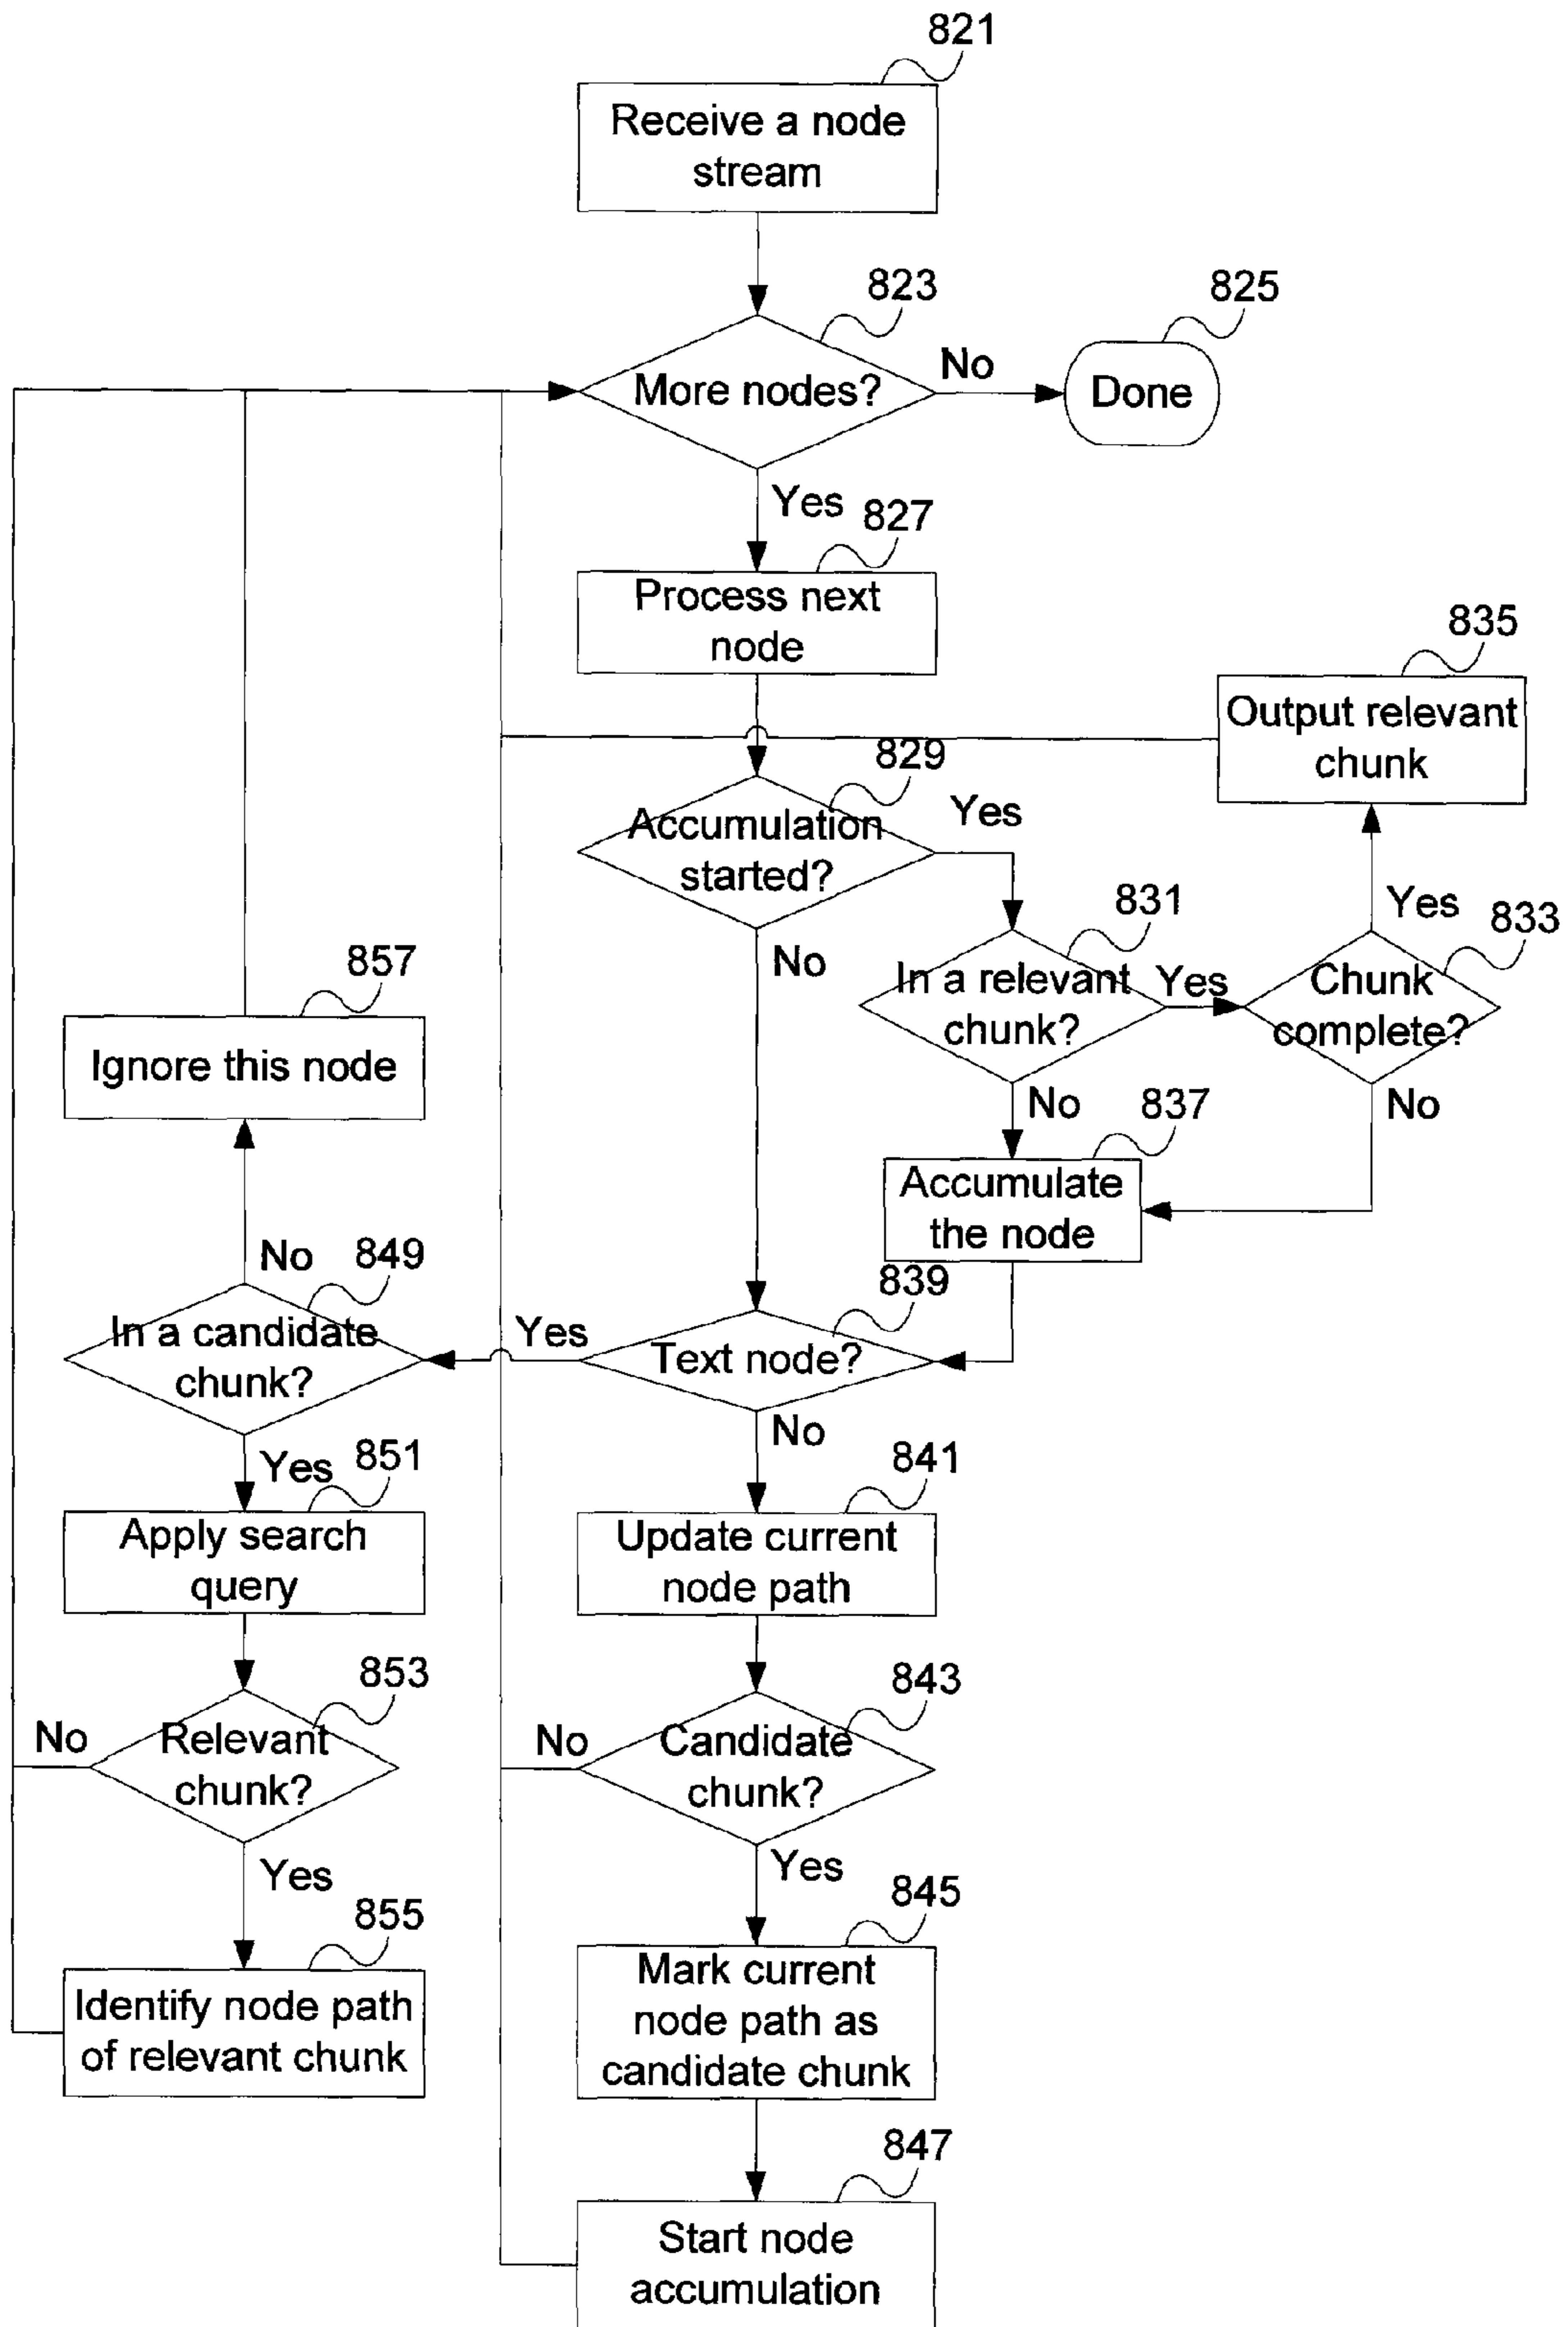 821
Receive a node
stream
823
825
More nodes?
No
Done
Yes
827
Process next
node
835
Output relevant
chunk
829
Accumulation
started?
Yes
No
831
In a relevant
chunk?
Yes
Yes
833
Chunk
complete?
No
837
No
Accumulate
the node
857
Ignore this node
No
849
In a candidate
chunk?
Yes
839
Text node?
No
Yes
851
Apply search
query
841
Update current
node path
853
Relevant
chunk?
No
Yes
843
Candidate
chunk?
No
Yes
855
Identify node path
of relevant chunk
845
Mark current
node path as
candidate chunk
847
Start node
accumulation